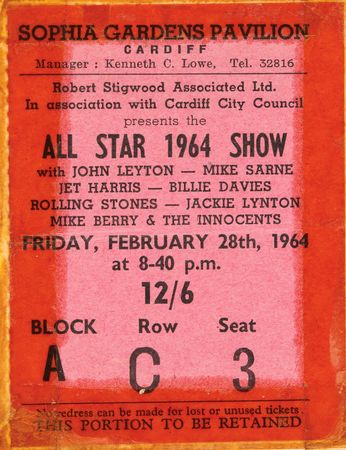 SOPHIA GARDENS PAVILION
CARDIFF
Manager : Kenneth C. Lowe, Tel. 32816
Robert Stigwood Associated Ltd.
In association with Cardiff City Council
presents the
ALL STAR 1964 SHOW
with JOHN LEYTON — MIKE SARNE
JET HARRIS — BILLIE DAVIES
ROLLING STONES — JACKIE LYNTON
MIKE BERRY & THE INNOCENTS
FRIDAY, FEBRUARY 28th, 1964
at 8-40 p.m.
12/6
BLOCK Row Seat
A C 3
No redress can be made for lost or unused tickets
THIS PORTION TO BE RETAINED